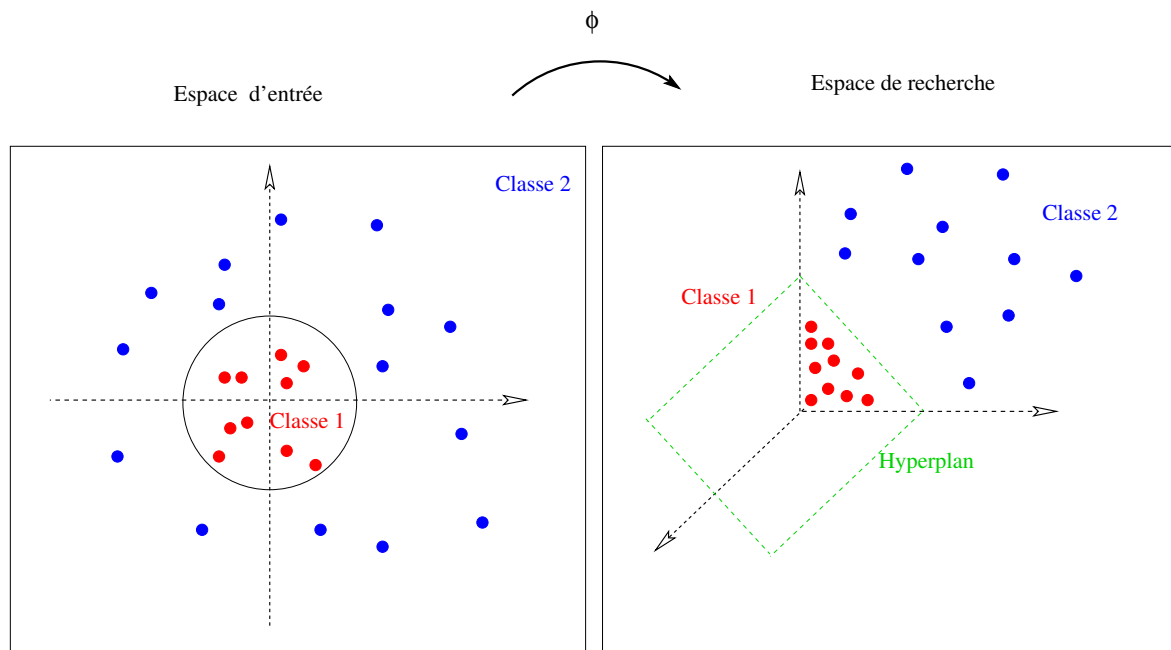 ϕ
Espace d'entrée
Espace de recherche
Classe 2
Classe 1
Classe 2
Classe 1
Hyperplan